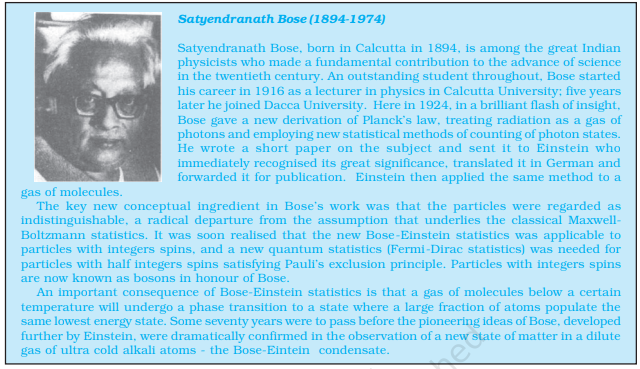 Satyendranath Bose (1894-1974)
Satyendranath Bose, born in Calcutta in 1894, is among the great Indian
physicists who made a fundamental contribution to the advance of science
in the twentieth century. An outstanding student throughout, Bose started
his career in 1916 as a lecturer in physics in Calcutta University; five years
later he joined Dacca University. Here in 1924, in a brilliant flash of insight,
Bose gave a new derivation of Planck's law, treating radiation as a gas of
photons and employing new statistical methods of counting of photon states.
He wrote a short paper on the subject and sent it to Einstein who
immediately recognised its great significance, translated it in German and
forwarded it for publication. Einstein then applied the same method to a
gas of molecules.
The key new conceptual ingredient in Bose's work was that the particles were regarded as
indistinguishable, a radical departure from the assumption that underlies the classical Maxwell-
Boltzmann statistics. It was soon realised that the new Bose-Einstein statistics was applicable to
particles with integers spins, and a new quantum statistics (Fermi-Dirac statistics) was needed for
particles with half integers spins satisfying Pauli's exclusion principle. Particles with integers spins
are now known as bosons in honour of Bose.
An important consequence of Bose-Einstein statistics is that a gas of molecules below a certain
temperature will undergo a phase transition to a state where a large fraction of atoms populate the
same lowest energy state. Some seventy years were to pass before the pioneering ideas of Bose, developed
further by Einstein, were dramatically confirmed in the observation of a new state of matter in a dilute
gas of ultra cold alkali atoms - the Bose-Eintein condensate.